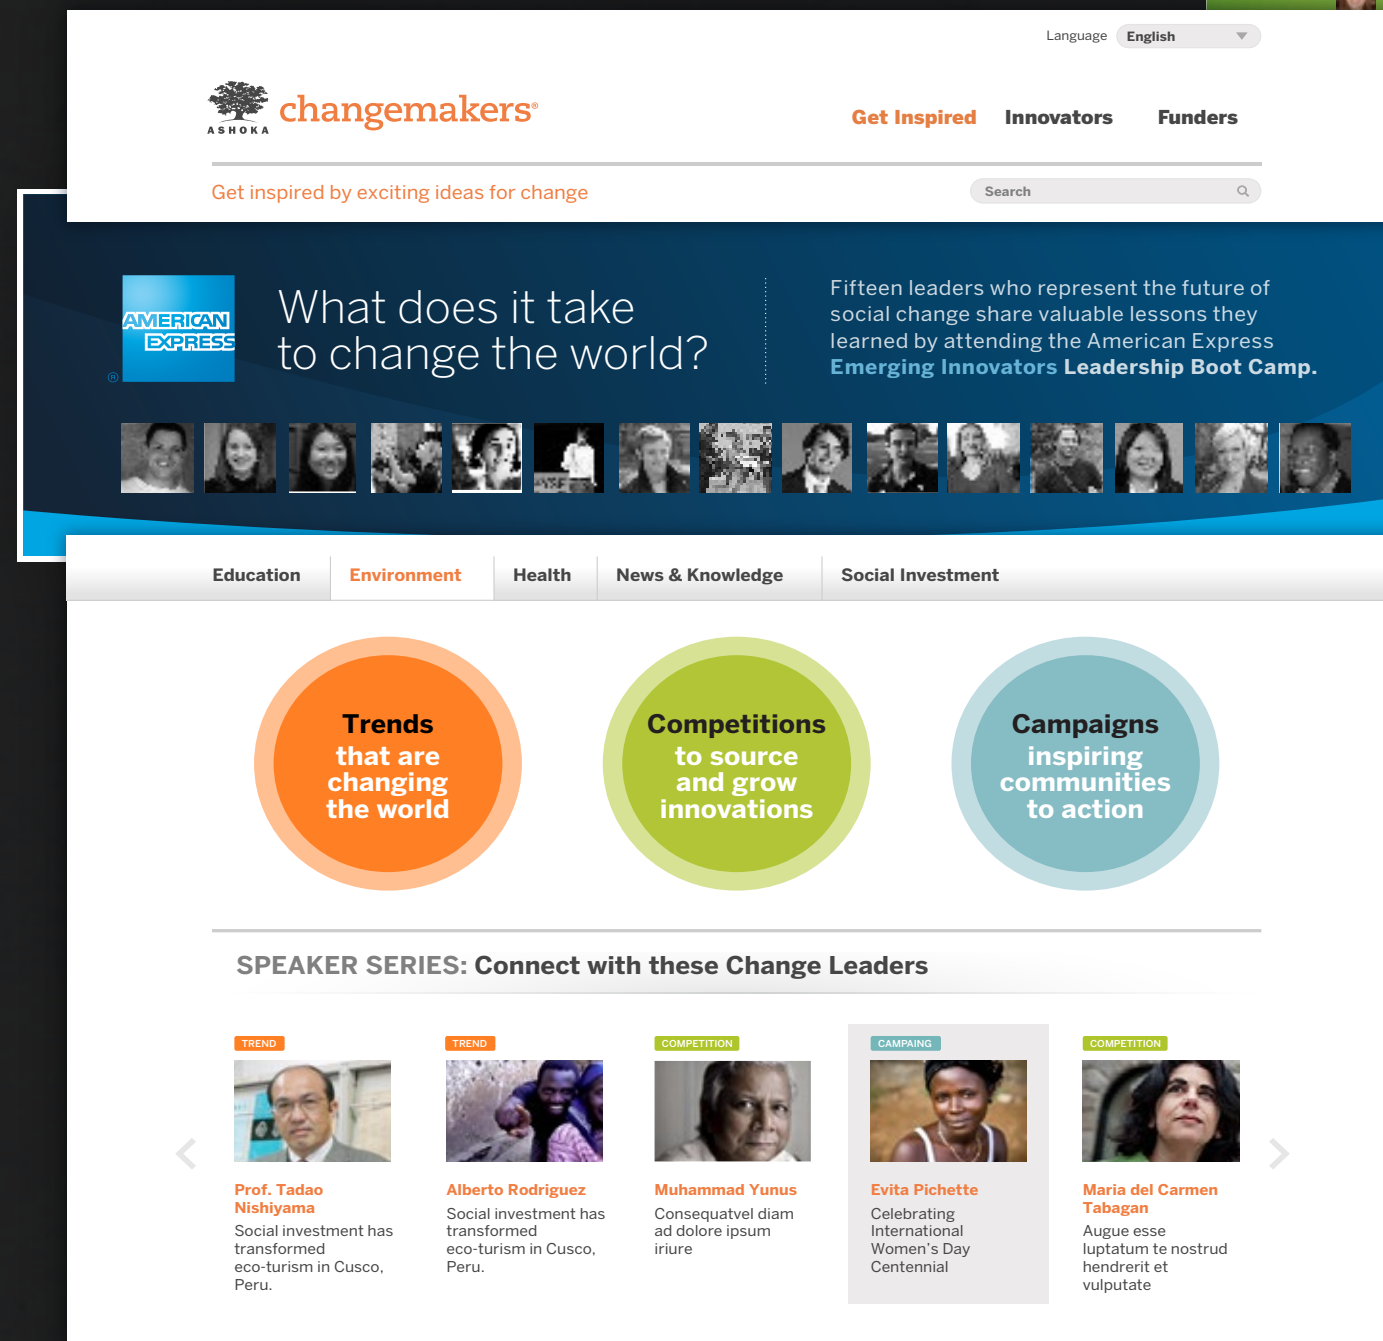 Language English
ASHOKA
changemakers®
Get Inspired Innovators Funders
Get inspired by exciting ideas for change
Search
AMERICAN
EXPRESS
®
What does it take
to change the world?
Fifteen leaders who represent the future of
social change share valuable lessons they
learned by attending the American Express
Emerging Innovators Leadership Boot Camp.
Education Environment Health News & Knowledge Social Investment
Trends
that are
changing
the world
Competitions
to source
and grow
innovations
Campaigns
inspiring
communities
to action
SPEAKER SERIES: Connect with these Change Leaders
TREND
Prof. Tadao
Nishiyama
Social investment has
transformed
eco-turism in Cusco,
Peru.
TREND
Alberto Rodriguez
Social investment has
transformed
eco-turism in Cusco,
Peru.
COMPETITION
Muhammad Yunus
Consequatvel diam
ad dolore ipsum
iriure
CAMPAING
Evita Pichette
Celebrating
International
Women's Day
Centennial
COMPETITION
Maria del Carmen
Tabagan
Augue esse
luptatum te nostrud
hendrerit et
vulputate